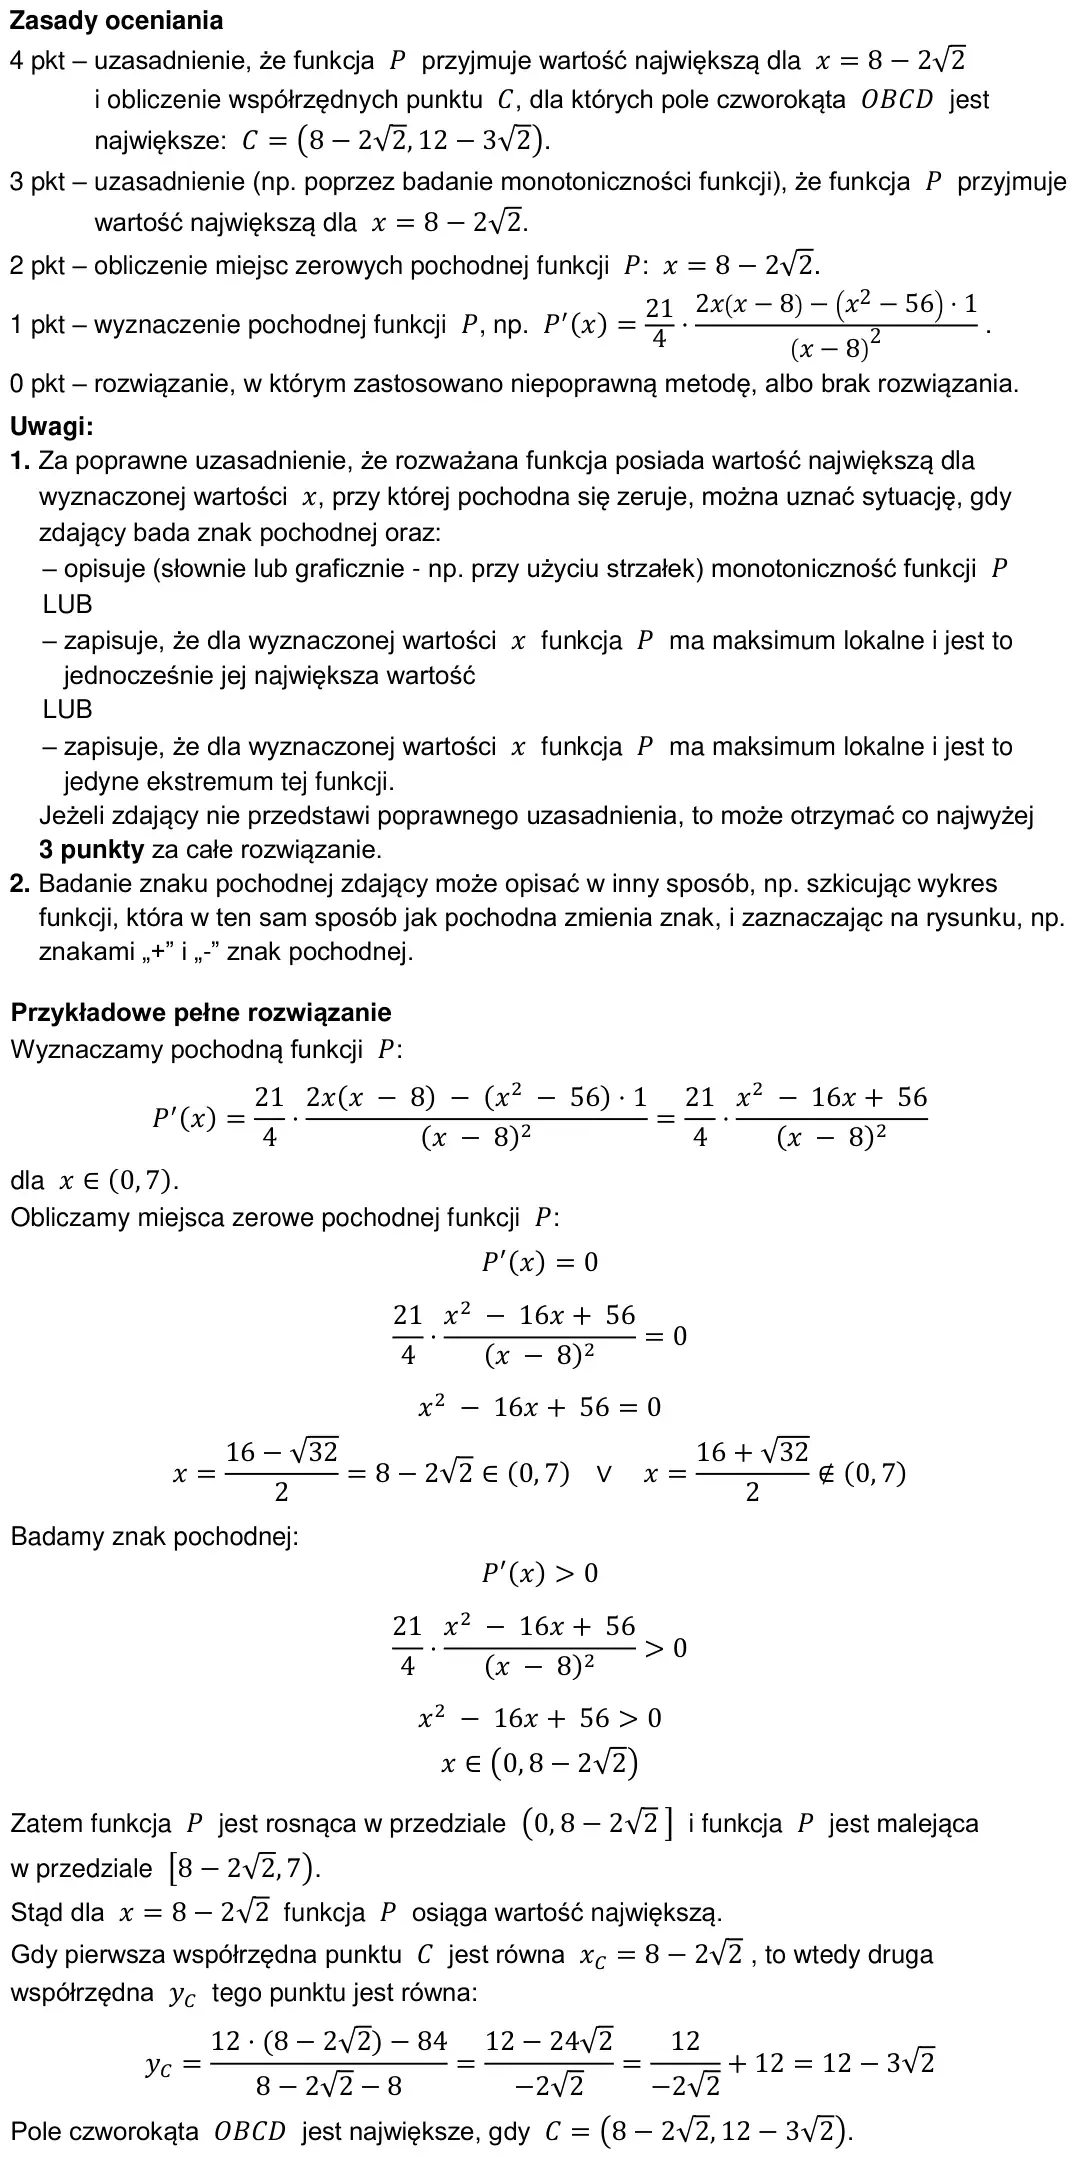 Zasady oceniania
4 pkt – uzasadnienie, że funkcja P przyjmuje wartość największą dla x = 8 − 2√2
i obliczenie współrzędnych punktu C, dla których pole czworokąta OBCD jest
największe: C = (8 − 2√2, 12 − 3√2).
3 pkt – uzasadnienie (np. poprzez badanie monotoniczności funkcji), że funkcja P przyjmuje
wartość największą dla x = 8 − 2√2.
2 pkt – obliczenie miejsc zerowych pochodnej funkcji P: x = 8 − 2√2.
1 pkt – wyznaczenie pochodnej funkcji P, np. P′(x) = 21/4 · (2x(x − 8) − (x² − 56) · 1)/(x − 8)² .
0 pkt – rozwiązanie, w którym zastosowano niepoprawną metodę, albo brak rozwiązania.
Uwagi:
1. Za poprawne uzasadnienie, że rozważana funkcja posiada wartość największą dla
wyznaczonej wartości x, przy której pochodna się zeruje, można uznać sytuację, gdy
zdający bada znak pochodnej oraz:
– opisuje (słownie lub graficznie - np. przy użyciu strzałek) monotoniczność funkcji P
LUB
– zapisuje, że dla wyznaczonej wartości x funkcja P ma maksimum lokalne i jest to
jednocześnie jej największa wartość
LUB
– zapisuje, że dla wyznaczonej wartości x funkcja P ma maksimum lokalne i jest to
jedyne ekstremum tej funkcji.
Jeżeli zdający nie przedstawi poprawnego uzasadnienia, to może otrzymać co najwyżej
3 punkty za całe rozwiązanie.
2. Badanie znaku pochodnej zdający może opisać w inny sposób, np. szkicując wykres
funkcji, która w ten sam sposób jak pochodna zmienia znak, i zaznaczając na rysunku, np.
znakami „+” i „-” znak pochodnej.
Przykładowe pełne rozwiązanie
Wyznaczamy pochodną funkcji P:
P′(x) = 21/4 · (2x(x − 8) − (x² − 56) · 1)/(x − 8)² = 21/4 · (x² − 16x + 56)/(x − 8)²
dla x ∈ (0, 7).
Obliczamy miejsca zerowe pochodnej funkcji P:
P′(x) = 0
21/4 · (x² − 16x + 56)/(x − 8)² = 0
x² − 16x + 56 = 0
x = (16 − √32)/2 = 8 − 2√2 ∈ (0, 7) ∨ x = (16 + √32)/2 ∉ (0, 7)
Badamy znak pochodnej:
P′(x) > 0
21/4 · (x² − 16x + 56)/(x − 8)² > 0
x² − 16x + 56 > 0
x ∈ (0, 8 − 2√2)
Zatem funkcja P jest rosnąca w przedziale (0, 8 − 2√2 ] i funkcja P jest malejąca
w przedziale [8 − 2√2, 7).
Stąd dla x = 8 − 2√2 funkcja P osiąga wartość największą.
Gdy pierwsza współrzędna punktu C jest równa x_C = 8 − 2√2 , to wtedy druga
współrzędna y_C tego punktu jest równa:
y_C = (12 · (8 − 2√2) − 84)/(8 − 2√2 − 8) = (12 − 24√2)/(−2√2) = 12/(−2√2) + 12 = 12 − 3√2
Pole czworokąta OBCD jest największe, gdy C = (8 − 2√2, 12 − 3√2).